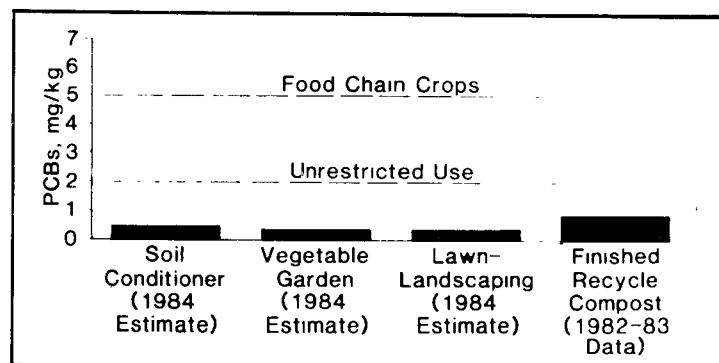 PCBs, mg/kg
7
6
5
4
3
2
1
0
Food Chain Crops
Unrestricted Use
Soil
Conditioner
(1984
Estimate)
Vegetable
Garden
(1984
Estimate)
Lawn-
Landscaping
(1984
Estimate)
Finished
Recycle
Compost
(1982-83
Data)